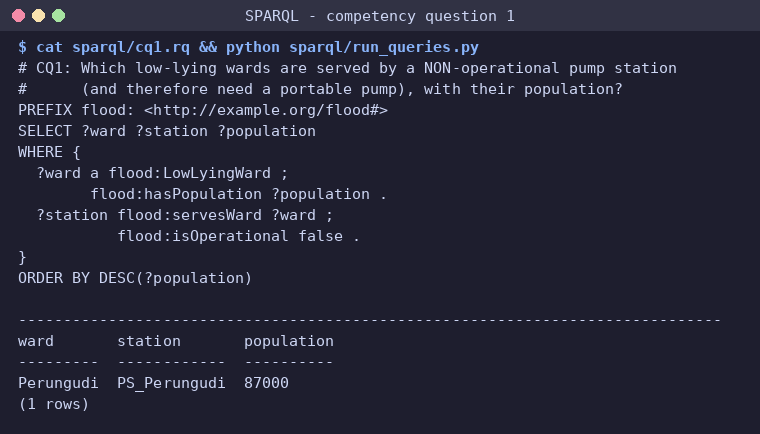 SPARQL - competency question 1
$ cat sparql/cq1.rq && python sparql/run_queries.py
# CQ1: Which low-lying wards are served by a NON-operational pump station
#      (and therefore need a portable pump), with their population?
PREFIX flood: <http://example.org/flood#>
SELECT ?ward ?station ?population
WHERE {
  ?ward a flood:LowLyingWard ;
        flood:hasPopulation ?population .
  ?station flood:servesWard ?ward ;
           flood:isOperational false .
}
ORDER BY DESC(?population)
------------------------------------------------------------------------------
ward       station       population
---------  ------------  ----------
Perungudi  PS_Perungudi  87000
(1 rows)